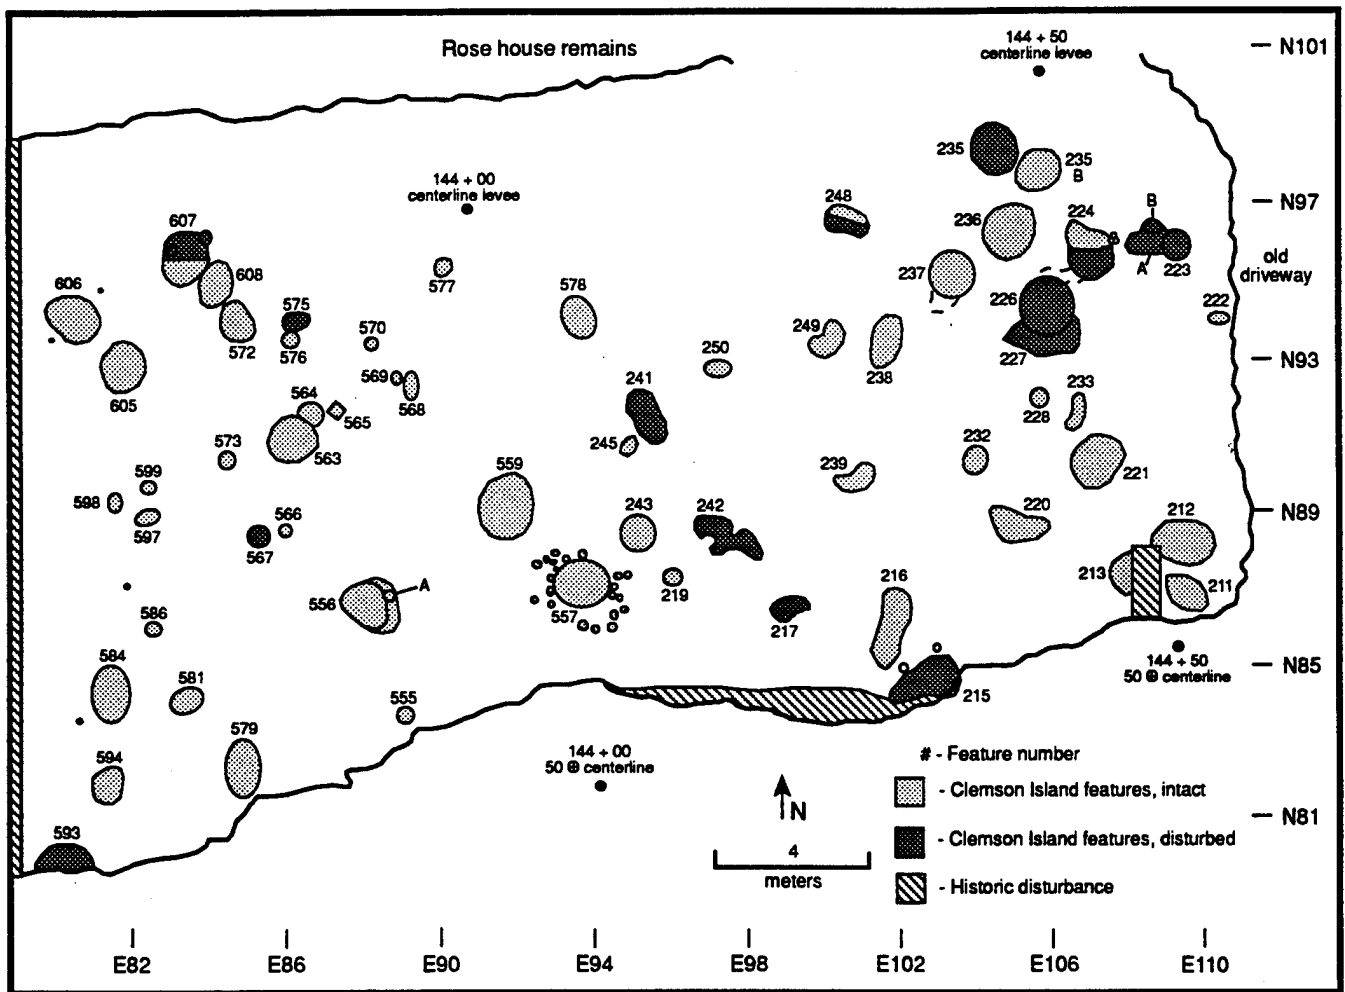 Rose house remains
144 + 50
centerline levee
N101
235
235
B
144 + 00
centerline levee
248
N97
B
607
236
224
A
223
old
driveway
606
608
577
578
237
575
226
222
570
249
576
572
250
227
N93
238
569
241
233
605
564
568
565
228
245
573
563
232
559
239
221
599
598
243
242
220
212
N89
597
566
567
213
A
216
211
556
219
557
217
586
584
N85
144 + 50
50 ⊕ centerline
581
555
215
579
144 + 00
50 ⊕ centerline
# - Feature number
594
- Clemson Island features, intact
N
N81
593
4
- Clemson Island features, disturbed
meters
- Historic disturbance
E82
E86
E90
E94
E98
E102
E106
E110